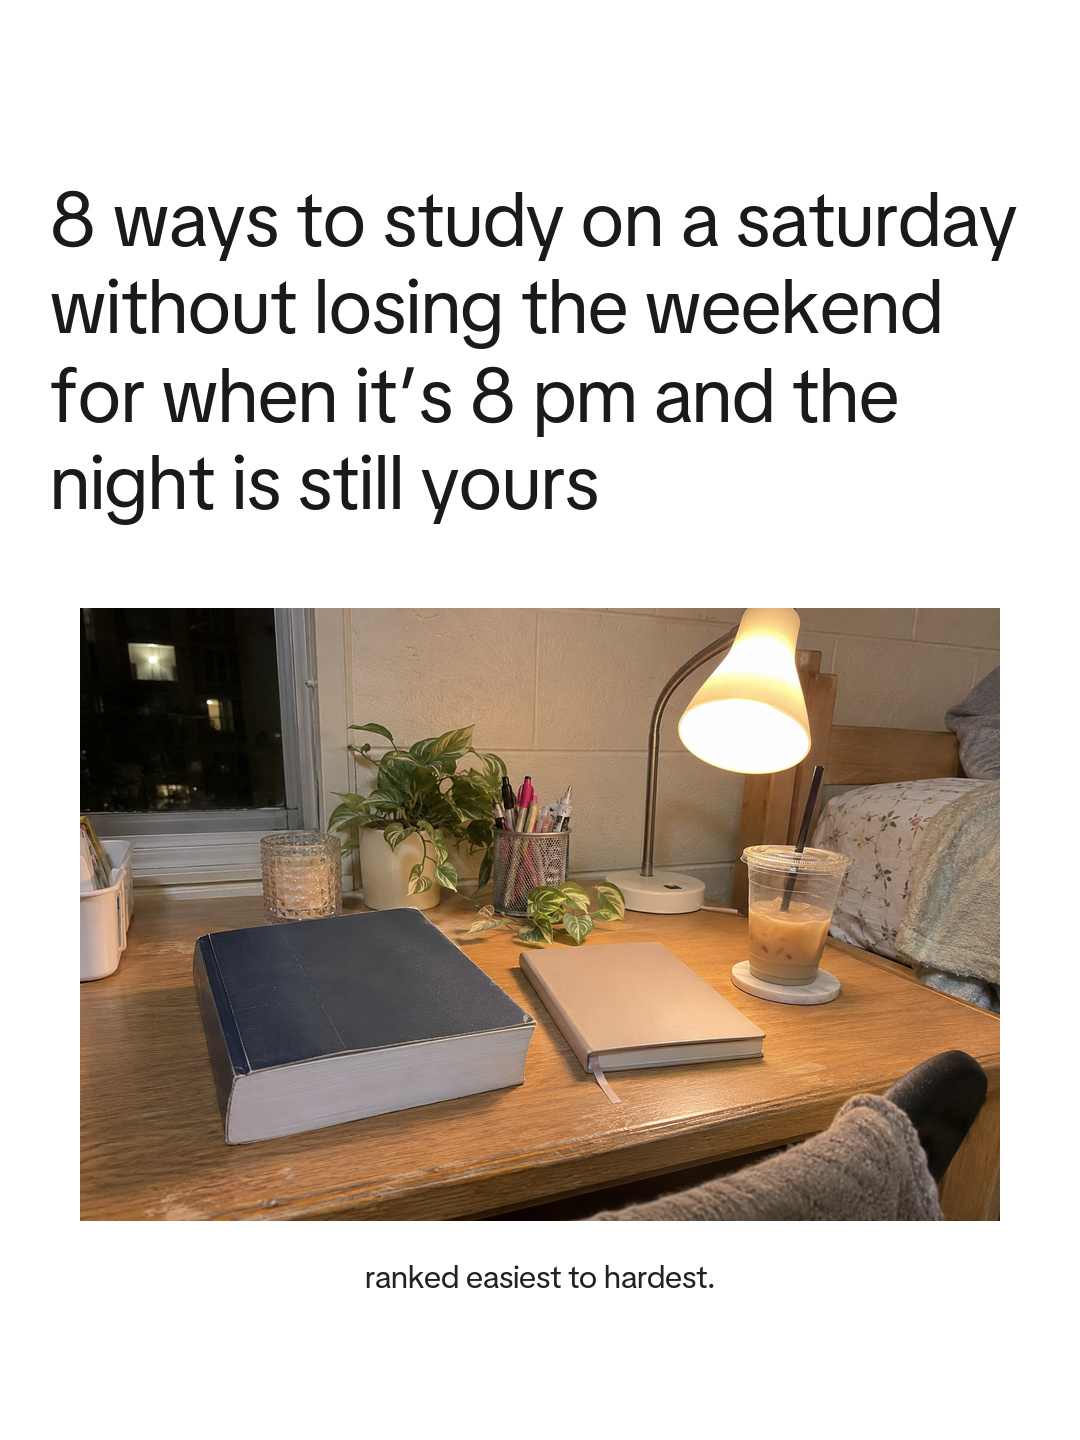 8 ways to study on a saturday
without losing the weekend
for when it’s 8 pm and the
night is still yours
ranked easiest to hardest.